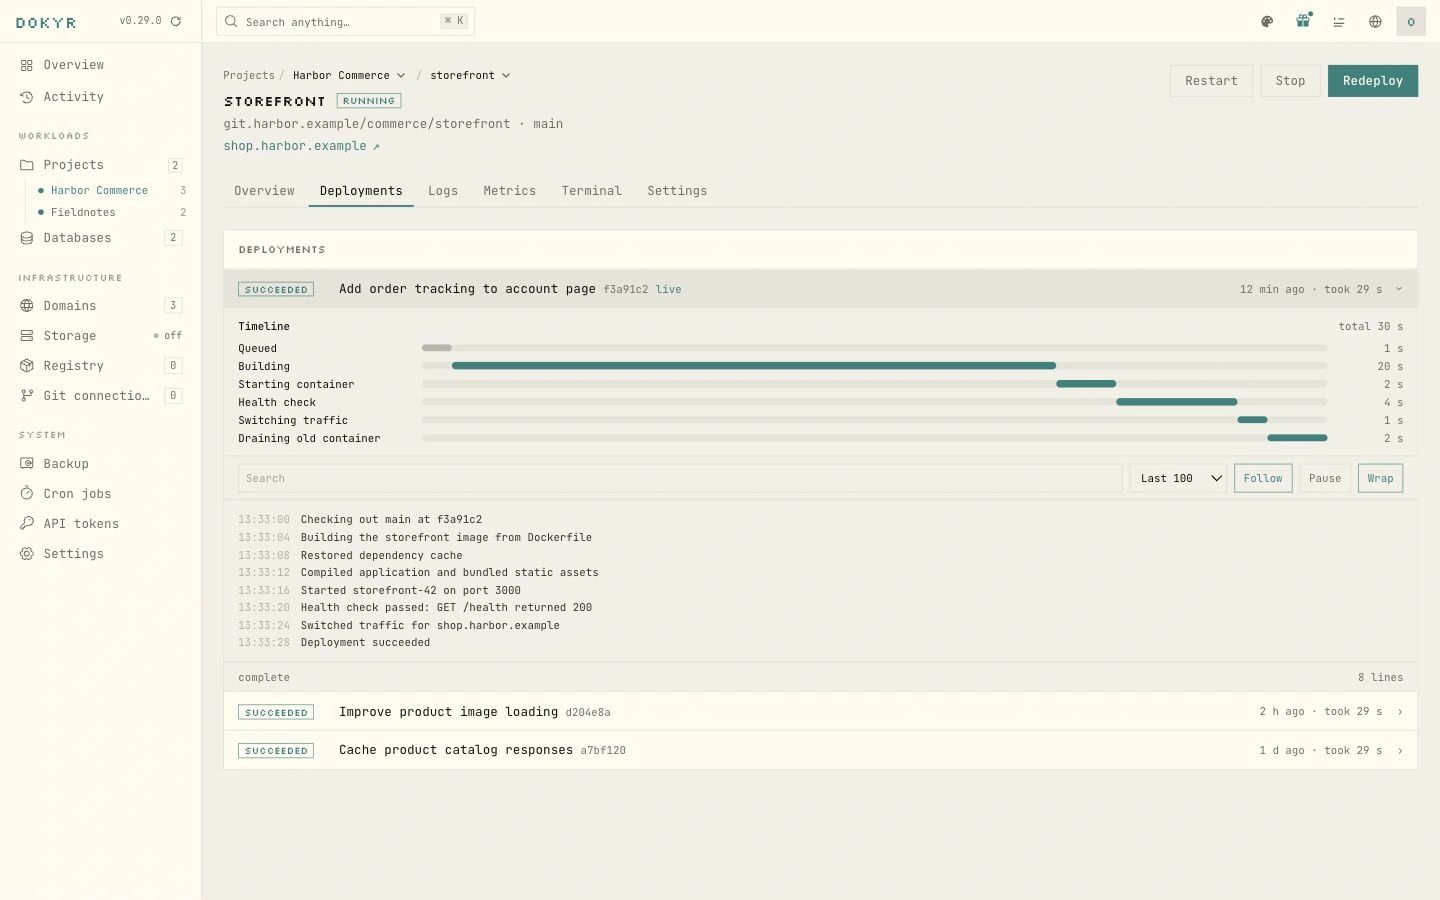 DOKYR v0.29.0
Search anything… ⌘ K
O
Overview
Activity
WORKLOADS
Projects 2
Harbor Commerce 3
Fieldnotes 2
Databases 2
INFRASTRUCTURE
Domains 3
Storage off
Registry 0
Git connectio… 0
SYSTEM
Backup
Cron jobs
API tokens
Settings
Projects / Harbor Commerce / storefront
Restart Stop Redeploy
STOREFRONT RUNNING
git.harbor.example/commerce/storefront · main
shop.harbor.example ↗
Overview Deployments Logs Metrics Terminal Settings
DEPLOYMENTS
SUCCEEDED Add order tracking to account page f3a91c2 live 12 min ago · took 29 s
Timeline total 30 s
Queued 1 s
Building 20 s
Starting container 2 s
Health check 4 s
Switching traffic 1 s
Draining old container 2 s
Search Last 100 Follow Pause Wrap
13:33:00 Checking out main at f3a91c2
13:33:04 Building the storefront image from Dockerfile
13:33:08 Restored dependency cache
13:33:12 Compiled application and bundled static assets
13:33:16 Started storefront-42 on port 3000
13:33:20 Health check passed: GET /health returned 200
13:33:24 Switched traffic for shop.harbor.example
13:33:28 Deployment succeeded
complete 8 lines
SUCCEEDED Improve product image loading d204e8a 2 h ago · took 29 s ›
SUCCEEDED Cache product catalog responses a7bf120 1 d ago · took 29 s ›